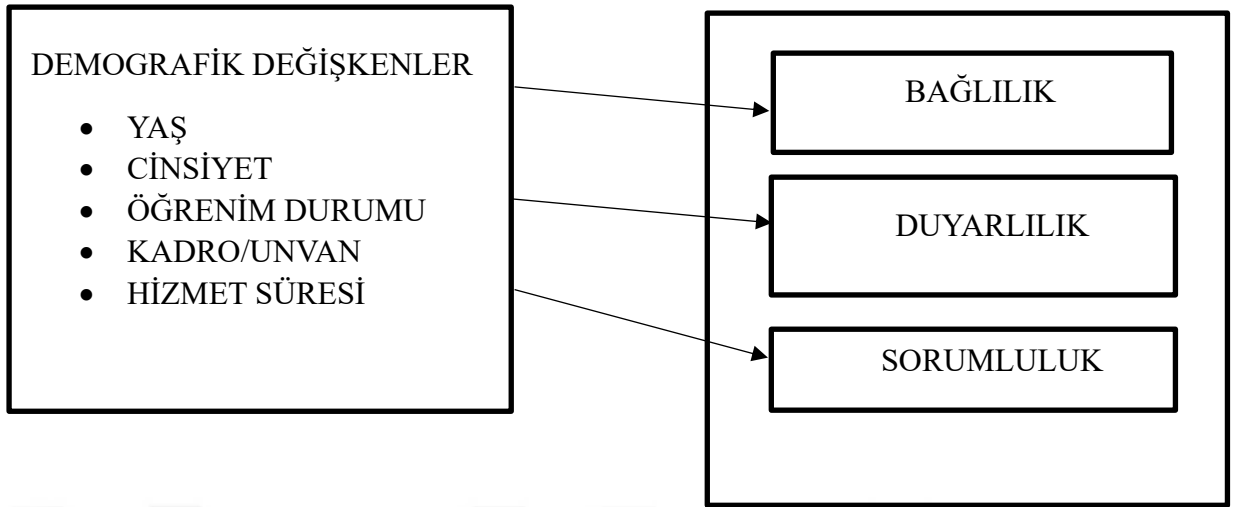 DEMOGRAFİK DEĞİŞKENLER
• YAŞ
• CİNSİYET
• ÖĞRENİM DURUMU
• KADRO/UNVAN
• HİZMET SÜRESİ
BAĞLILIK
DUYARLILIK
SORUMLULUK